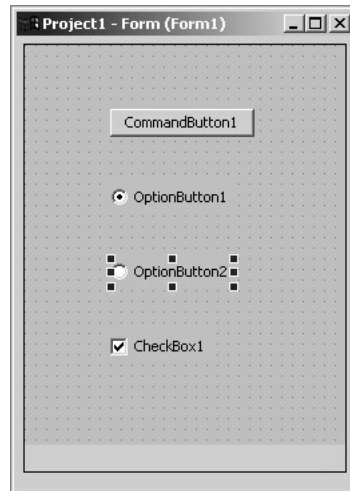 Project1 - Form (Form1)
CommandButton1
OptionButton1
OptionButton2
CheckBox1